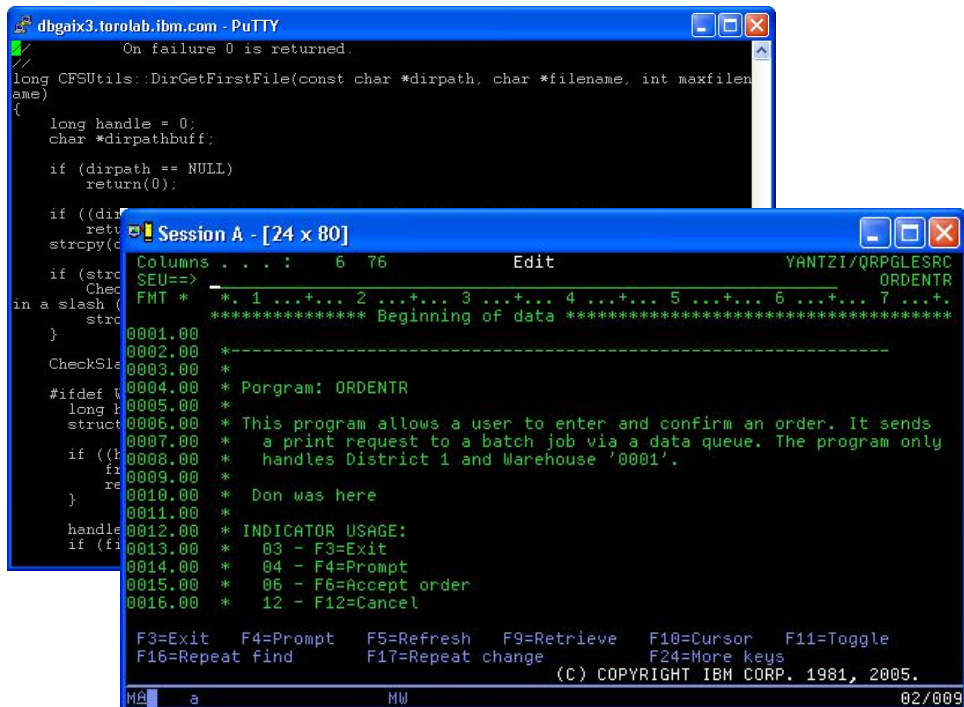 dbgaix3.torolab.ibm.com - PuTTY
// On failure 0 is returned.
//
long CFSUtils::DirGetFirstFile(const char *dirpath, char *filename, int maxfilen
ame)
{
long handle = 0;
char *dirpathbuff;
if (dirpath == NULL)
return(0);
if ((dir
retu
strcpy(d
if (strc
Chec
in a slash (
strc
}
CheckSla
#ifdef W
long h
struct
if ((h
fr
re
}
handle
if (fi
Session A - [24 x 80]
Columns . . . : 6 76 Edit YANTZI/QRPGLESRC
SEU==> ORDENTR
FMT * *. 1 ...+... 2 ...+... 3 ...+... 4 ...+... 5 ...+... 6 ...+... 7 ...+.
*************** Beginning of data *************************************
0001.00
0002.00 *---------------------------------------------------------------
0003.00 *
0004.00 * Porgram: ORDENTR
0005.00 *
0006.00 * This program allows a user to enter and confirm an order. It sends
0007.00 * a print request to a batch job via a data queue. The program only
0008.00 * handles District 1 and Warehouse '0001'.
0009.00 *
0010.00 * Don was here
0011.00 *
0012.00 * INDICATOR USAGE:
0013.00 * 03 - F3=Exit
0014.00 * 04 - F4=Prompt
0015.00 * 06 - F6=Accept order
0016.00 * 12 - F12=Cancel
F3=Exit F4=Prompt F5=Refresh F9=Retrieve F10=Cursor F11=Toggle
F16=Repeat find F17=Repeat change F24=More keys
(C) COPYRIGHT IBM CORP. 1981, 2005.
MA a MW 02/009